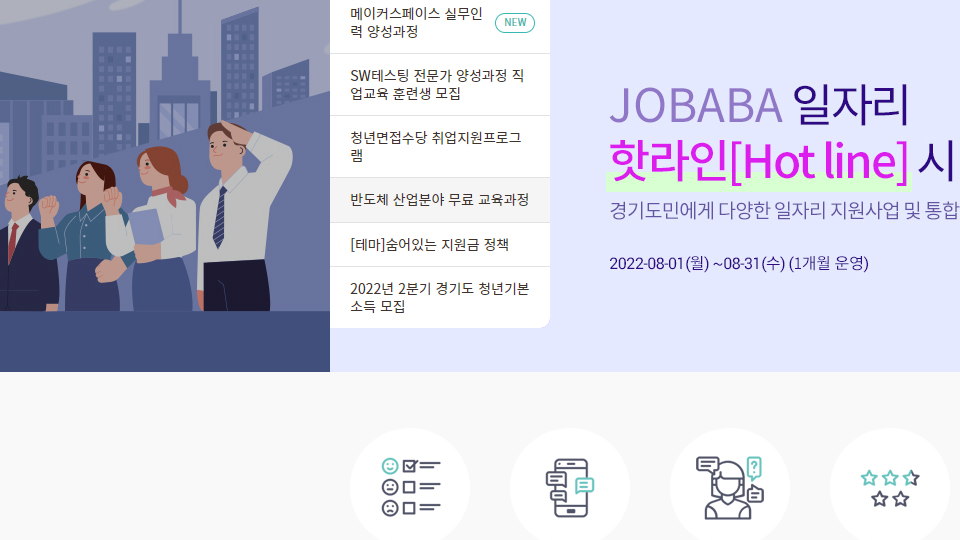 메이커스페이스 실무인
력 양성과정
NEW
SW테스팅 전문가 양성과정 직
업교육 훈련생 모집
청년면접수당 취업지원프로그
램
반도체 산업분야 무료 교육과정
[테마]숨어있는 지원금 정책
2022년 2분기 경기도 청년기본
소득 모집
JOBABA 일자리
핫라인[Hot line] 시
경기도민에게 다양한 일자리 지원사업 및 통합
2022-08-01(월) ~08-31(수) (1개월 운영)